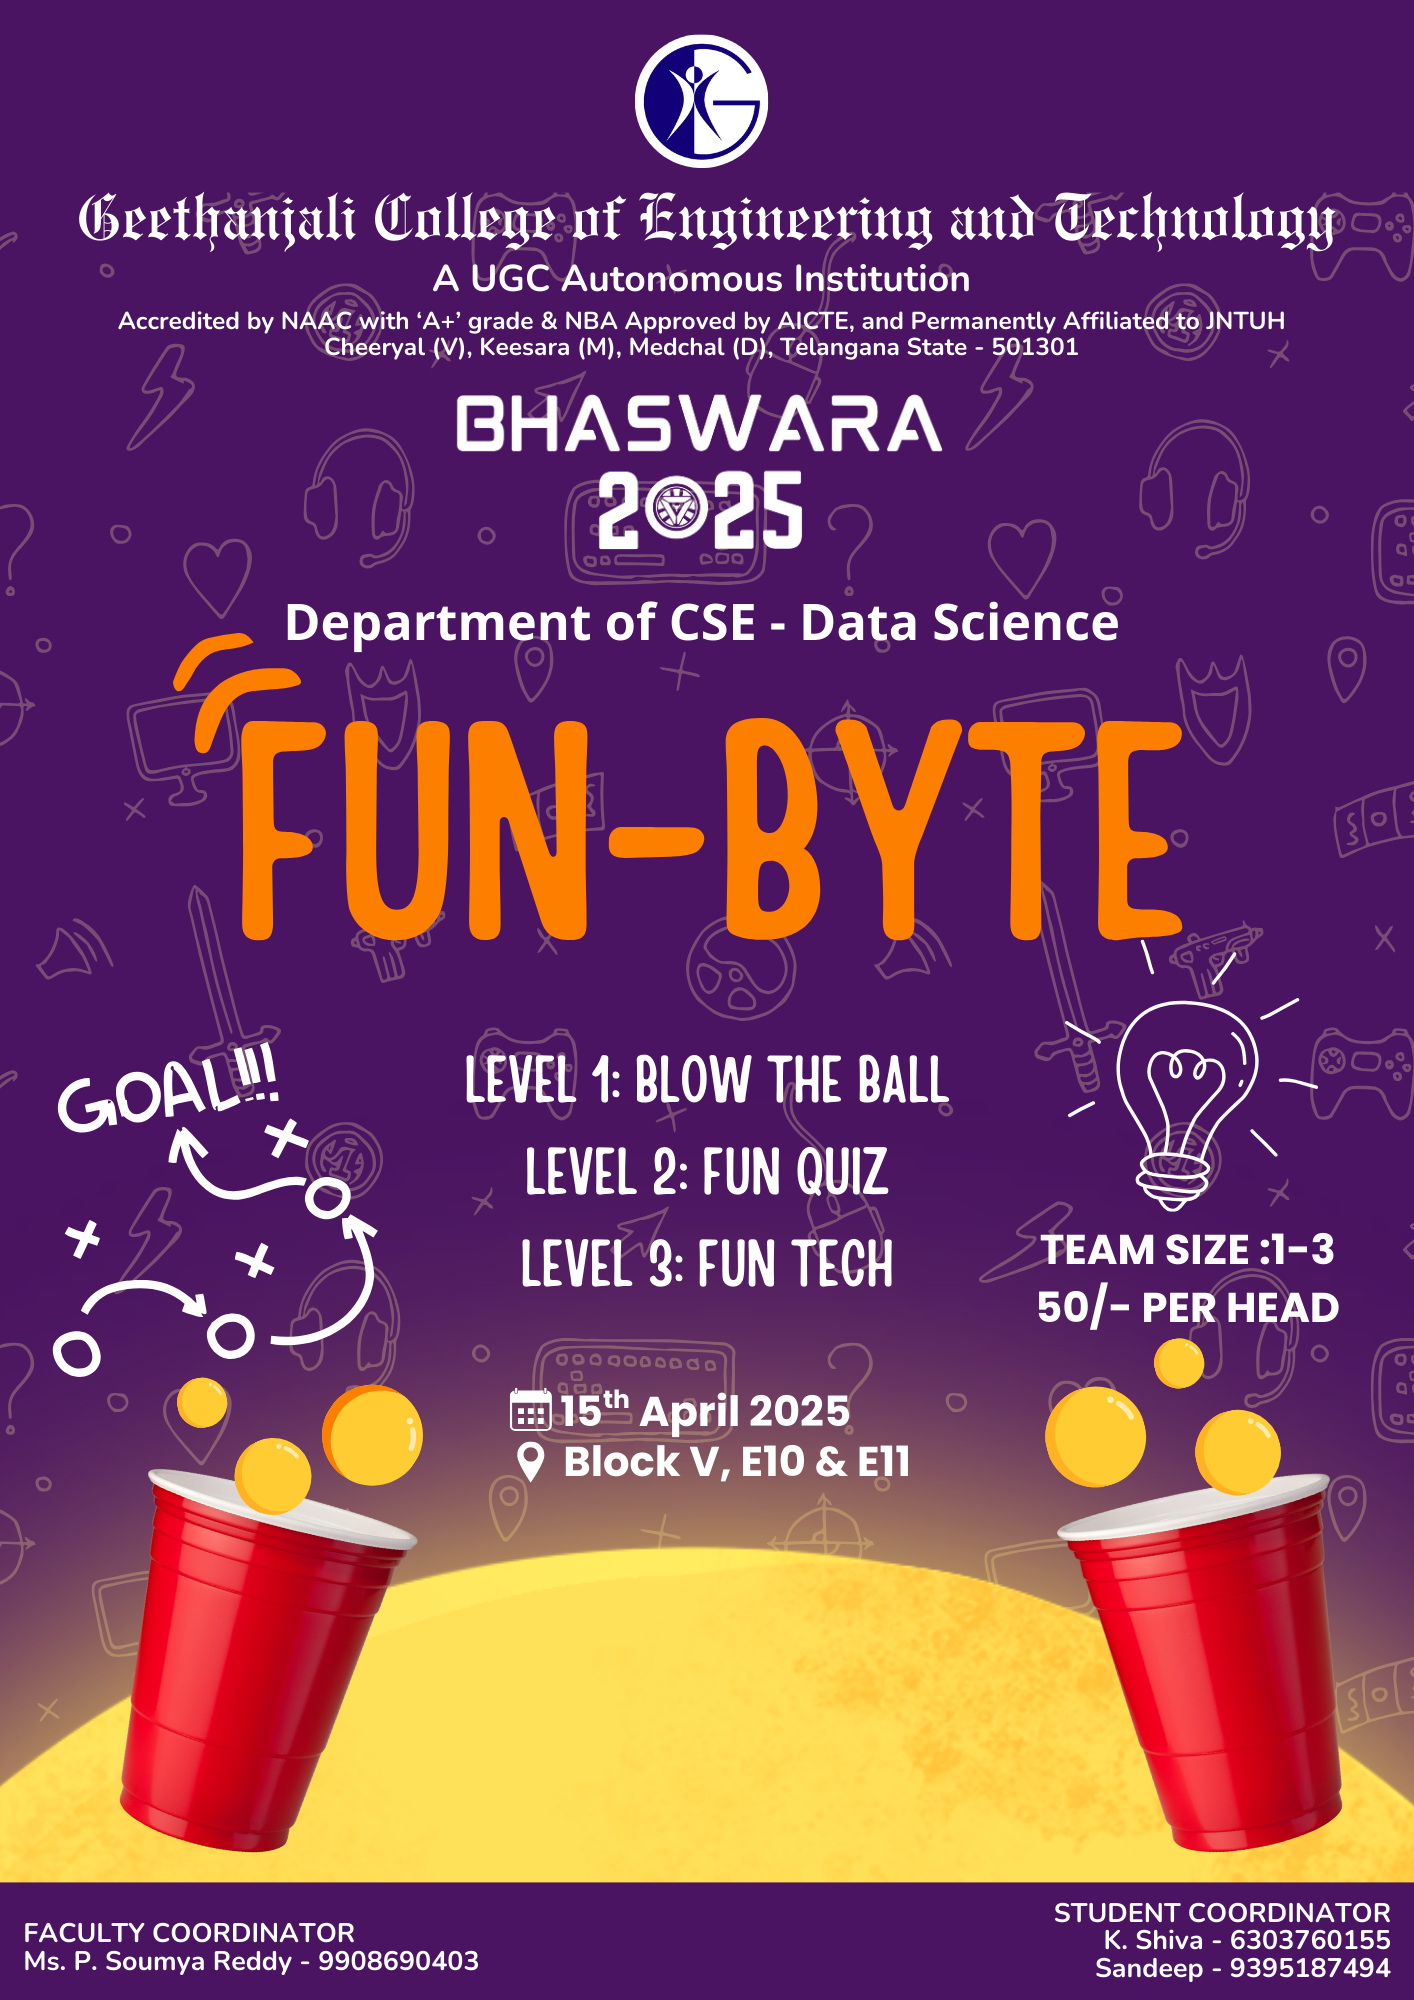 Geethanjali College of Engineering and Technology
A UGC Autonomous Institution
Accredited by NAAC with ‘A+’ grade & NBA Approved by AICTE, and Permanently Affiliated to JNTUH
Cheeryal (V), Keesara (M), Medchal (D), Telangana State - 501301
BHASWARA
2025
Department of CSE - Data Science
FUN-BYTE
GOAL!!!
LEVEL 1: BLOW THE BALL
LEVEL 2: FUN QUIZ
LEVEL 3: FUN TECH
TEAM SIZE :1-3
50/- PER HEAD
15th April 2025
Block V, E10 & E11
FACULTY COORDINATOR
Ms. P. Soumya Reddy - 9908690403
STUDENT COORDINATOR
K. Shiva - 6303760155
Sandeep - 9395187494